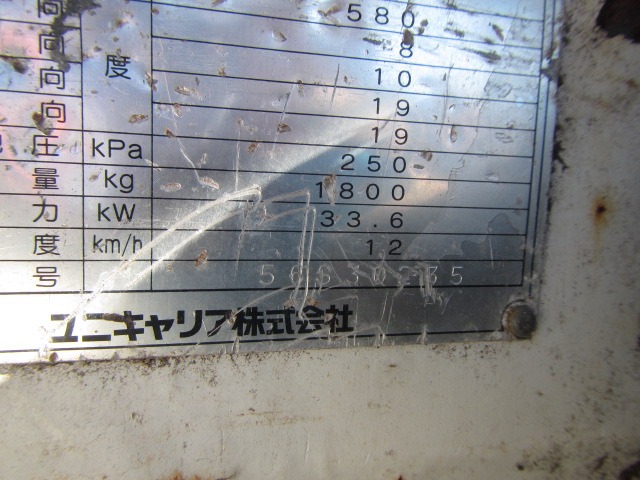 向 580
向 8
向 度 10
向 19
圧 kPa 19
量 kg 250
力 kW 1800
度 km/h 33.6
号 12
ユニキャリア株式会社